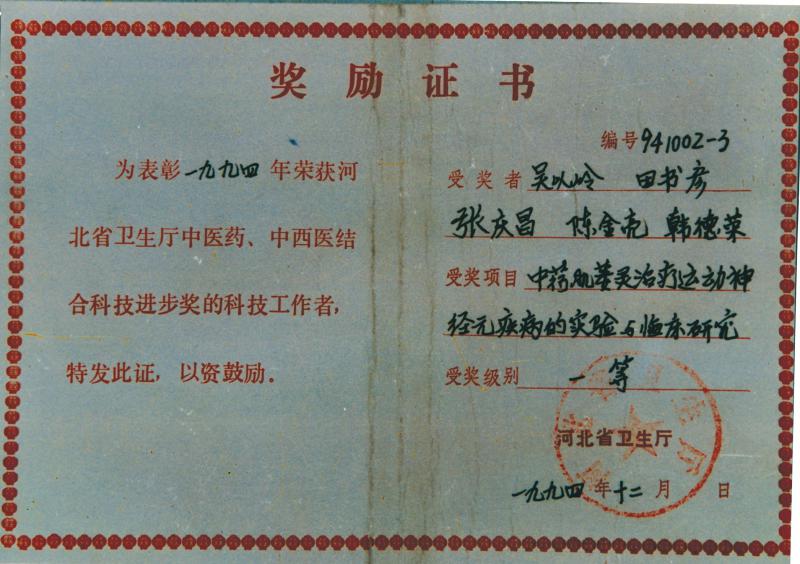 奖励证书
为表彰一九九四年荣获河
北省卫生厅中医药、中西医结
合科技进步奖的科技工作者，
特发此证，以资鼓励。
编号941002-3
受奖者 吴以岭 田书彦
张庆昌 陈金亮 韩德荣
受奖项目 中药肌萎灵治疗运动神
经元疾病的实验与临床研究
受奖级别 一等
河北省卫生厅
一九九四年十二月 日